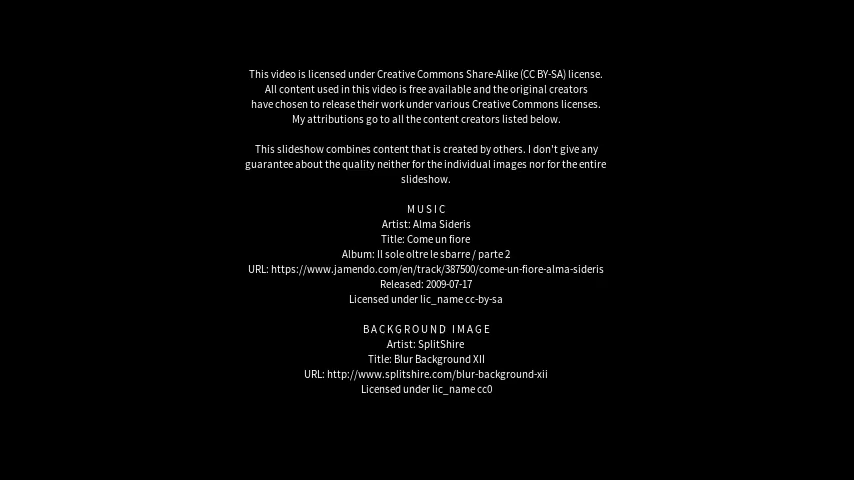 This video is licensed under Creative Commons Share-Alike (CC BY-SA) license.
All content used in this video is free available and the original creators
have chosen to release their work under various Creative Commons licenses.
My attributions go to all the content creators listed below.
This slideshow combines content that is created by others. I don't give any
guarantee about the quality neither for the individual images nor for the entire
slideshow.
MUSIC
Artist: Alma Sideris
Title: Come un fiore
Album: Il sole oltre le sbarre / parte 2
URL: https://www.jamendo.com/en/track/387500/come-un-fiore-alma-sideris
Released: 2009-07-17
Licensed under lic_name cc-by-sa
BACKGROUND IMAGE
Artist: SplitShire
Title: Blur Background XII
URL: http://www.splitshire.com/blur-background-xii
Licensed under lic_name cc0